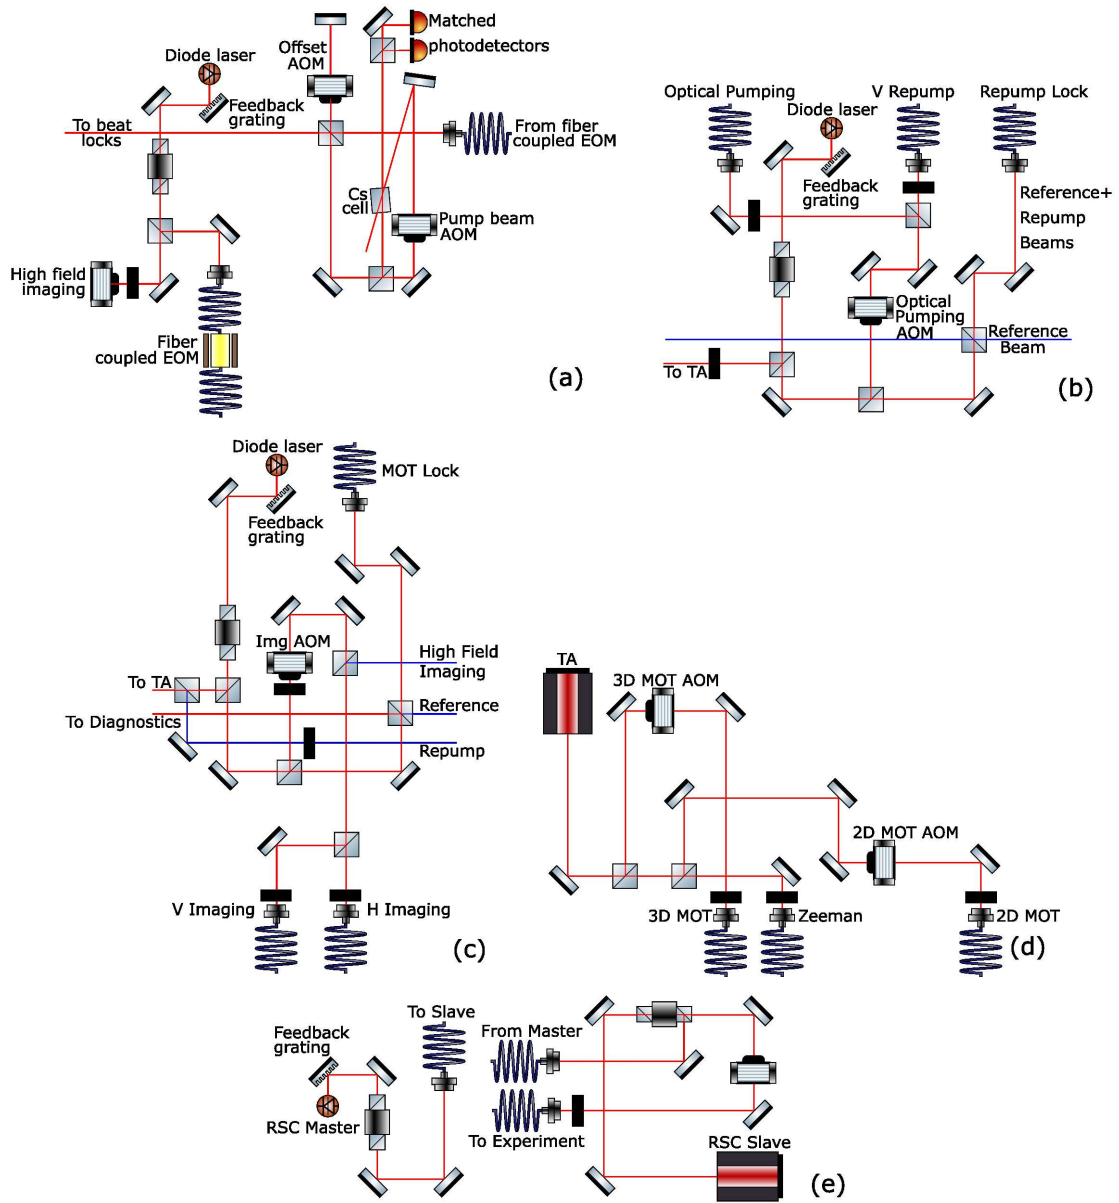 Matched
photodetectors
Offset
AOM
Diode laser
Feedback
grating
To beat
locks
From fiber
coupled EOM
Cs
cell
Pump beam
AOM
High field
imaging
Fiber
coupled EOM
(a)
Optical Pumping
Diode laser
V Repump
Repump Lock
Feedback
grating
Reference+
Repump
Beams
Optical
Pumping
AOM
Reference
Beam
To TA
(b)
Diode laser
MOT Lock
Feedback
grating
Img AOM
High Field
Imaging
To TA
Reference
To Diagnostics
Repump
V Imaging
H Imaging
(c)
TA
3D MOT AOM
2D MOT AOM
3D MOT
Zeeman
2D MOT
(d)
To Slave
Feedback
grating
From Master
RSC Master
To Experiment
RSC Slave
(e)